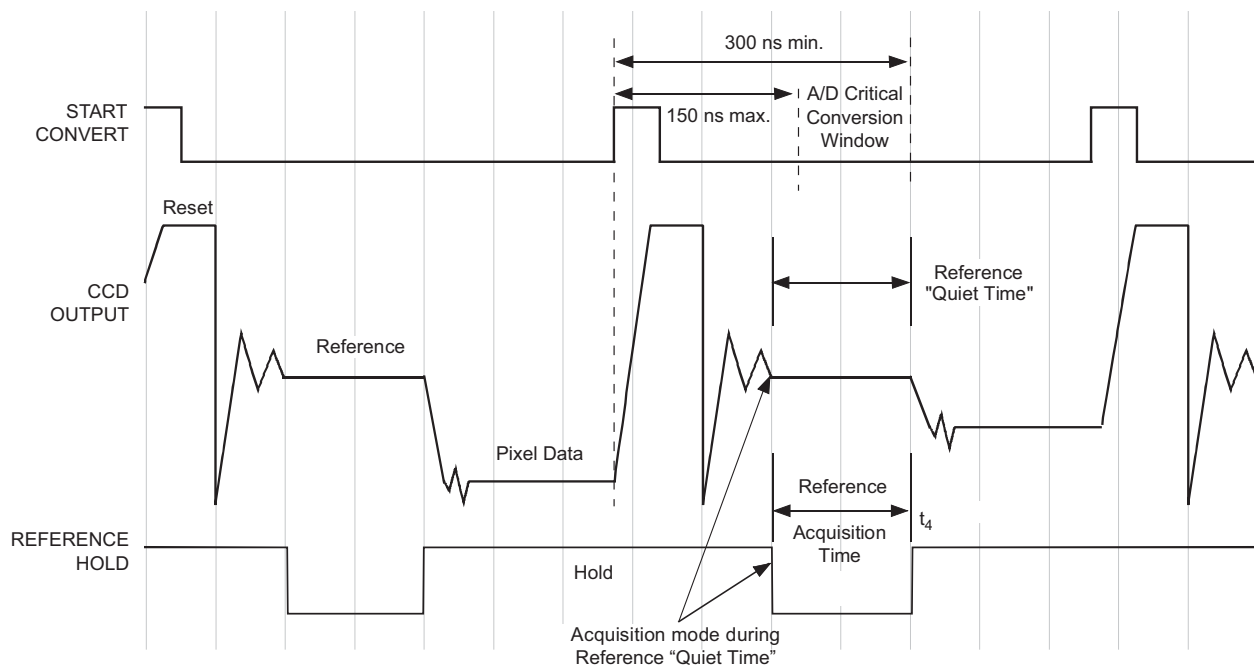 300 ns min.
START
CONVERT
150 ns max.
A/D Critical
Conversion
Window
Reset
CCD
OUTPUT
Reference
"Quiet Time"
Reference
Pixel Data
Reference
Acquisition
Time
t4
REFERENCE
HOLD
Hold
Acquisition mode during
Reference “Quiet Time”